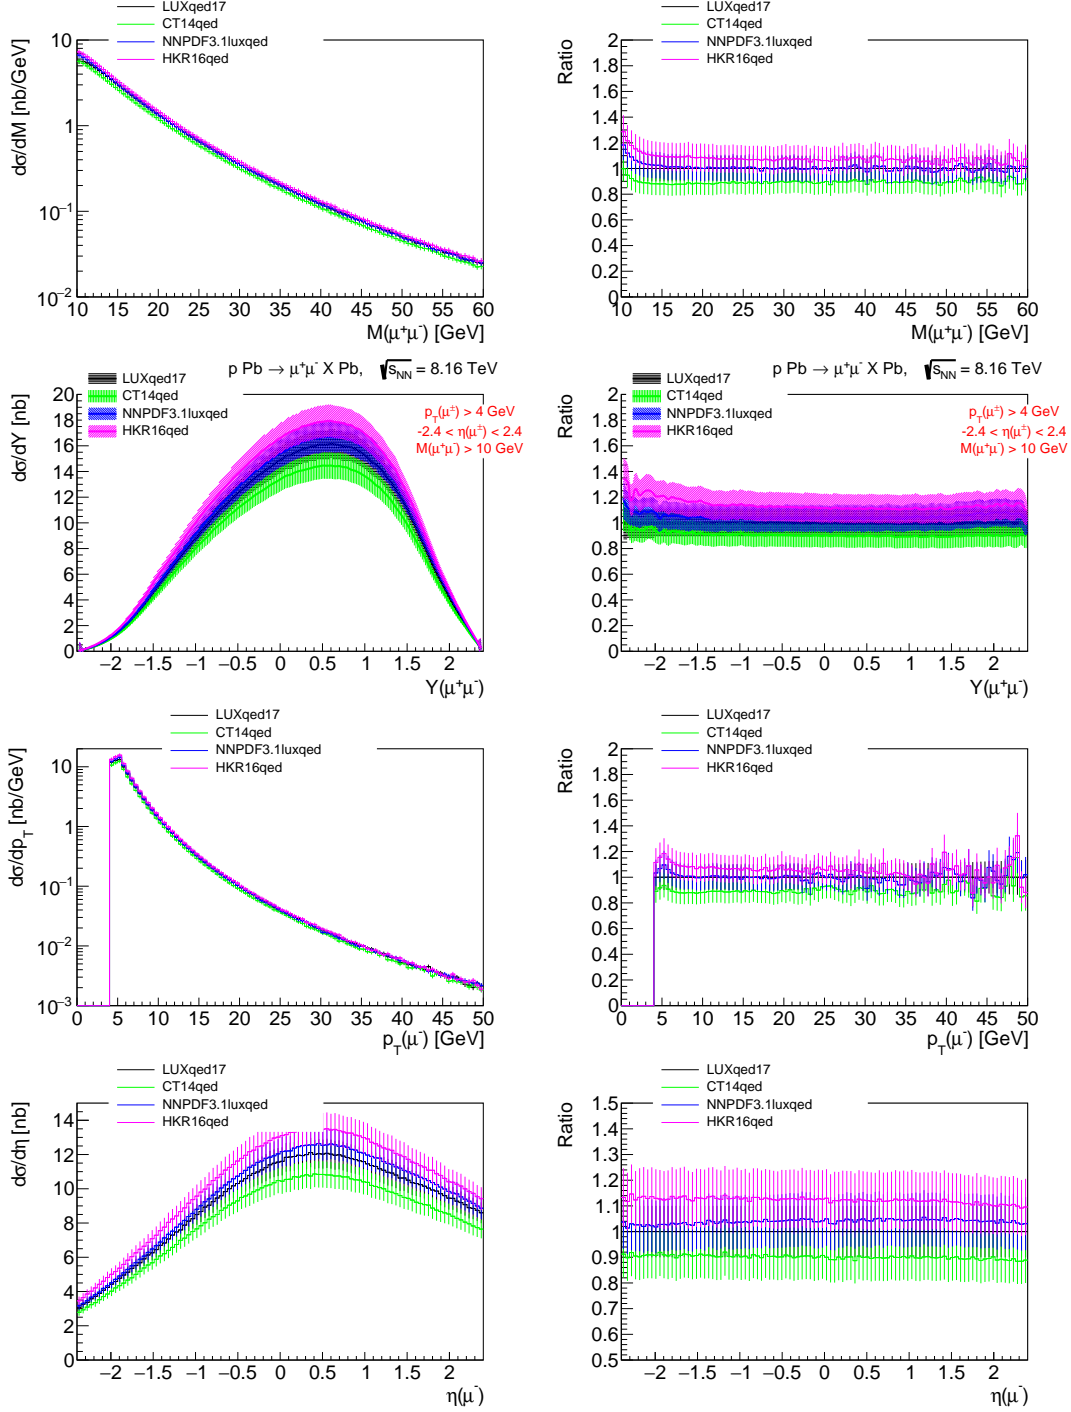 LUXqed17
CT14qed
NNPDF3.1luxqed
HKR16qed
dσ/dM [nb/GeV]
10
1
10⁻¹
10⁻²
10 15 20 25 30 35 40 45 50 55 60
M(μ⁺μ⁻) [GeV]
LUXqed17
CT14qed
NNPDF3.1luxqed
HKR16qed
Ratio
2
1.8
1.6
1.4
1.2
1
0.8
0.6
0.4
0.2
0
10 15 20 25 30 35 40 45 50 55 60
M(μ⁺μ⁻) [GeV]
p Pb → μ⁺μ⁻ X Pb, √s_NN = 8.16 TeV
LUXqed17
CT14qed
NNPDF3.1luxqed
HKR16qed
p_T(μ^±) > 4 GeV
-2.4 < η(μ^±) < 2.4
M(μ⁺μ⁻) > 10 GeV
dσ/dY [nb]
20
18
16
14
12
10
8
6
4
2
0
−2 −1.5 −1 −0.5 0 0.5 1 1.5 2
Y(μ⁺μ⁻)
p Pb → μ⁺μ⁻ X Pb, √s_NN = 8.16 TeV
LUXqed17
CT14qed
NNPDF3.1luxqed
HKR16qed
p_T(μ^±) > 4 GeV
-2.4 < η(μ^±) < 2.4
M(μ⁺μ⁻) > 10 GeV
Ratio
2
1.8
1.6
1.4
1.2
1
0.8
0.6
0.4
0.2
0
−2 −1.5 −1 −0.5 0 0.5 1 1.5 2
Y(μ⁺μ⁻)
LUXqed17
CT14qed
NNPDF3.1luxqed
HKR16qed
dσ/dp_T [nb/GeV]
10
1
10⁻¹
10⁻²
10⁻³
0 5 10 15 20 25 30 35 40 45 50
p_T(μ⁻) [GeV]
LUXqed17
CT14qed
NNPDF3.1luxqed
HKR16qed
Ratio
2
1.8
1.6
1.4
1.2
1
0.8
0.6
0.4
0.2
0
0 5 10 15 20 25 30 35 40 45 50
p_T(μ⁻) [GeV]
LUXqed17
CT14qed
NNPDF3.1luxqed
HKR16qed
dσ/dη [nb]
14
12
10
8
6
4
2
0
−2 −1.5 −1 −0.5 0 0.5 1 1.5 2
η(μ⁻)
LUXqed17
CT14qed
NNPDF3.1luxqed
HKR16qed
Ratio
1.5
1.4
1.3
1.2
1.1
1
0.9
0.8
0.7
0.6
0.5
−2 −1.5 −1 −0.5 0 0.5 1 1.5 2
η(μ⁻)